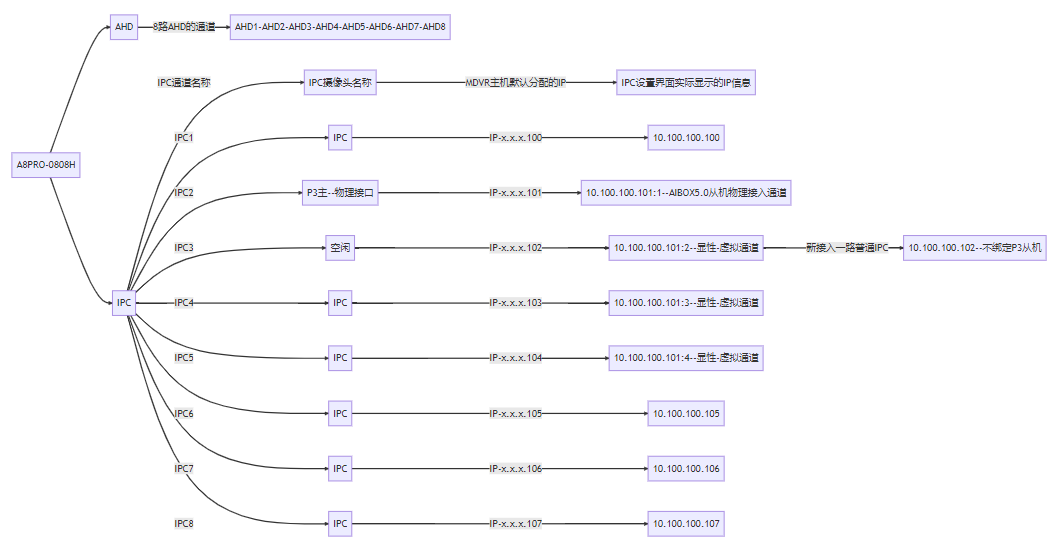 AHD
8路AHD的通道
AHD1-AHD2-AHD3-AHD4-AHD5-AHD6-AHD7-AHD8
IPC通道名称
IPC摄像头名称
MDVR主机默认分配的IP
IPC设置界面实际显示的IP信息
IPC1
IPC
IP-x.x.x.100
10.100.100.100
A8PRO-0808H
IPC2
P3主--物理接口
IP-x.x.x.101
10.100.100.101:1--AIBOX5.0从机物理接入通道
IPC3
空闲
IP-x.x.x.102
10.100.100.101:2--显性-虚拟通道
新接入一路普通IPC
10.100.100.102--不绑定P3从机
IPC
IPC4
IPC
IP-x.x.x.103
10.100.100.101:3--显性-虚拟通道
IPC5
IPC
IP-x.x.x.104
10.100.100.101:4--显性-虚拟通道
IPC6
IPC
IP-x.x.x.105
10.100.100.105
IPC7
IPC
IP-x.x.x.106
10.100.100.106
IPC8
IPC
IP-x.x.x.107
10.100.100.107